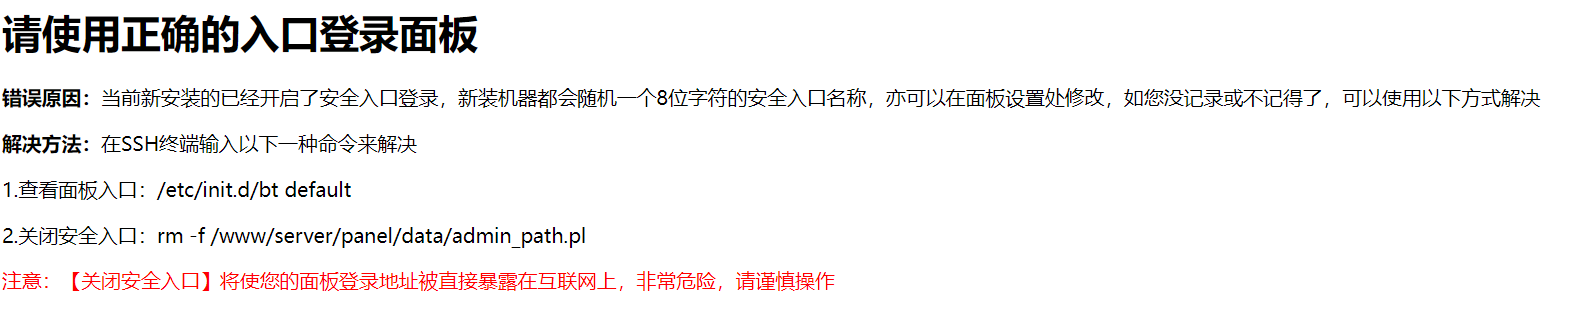 请使用正确的入口登录面板
错误原因：当前新安装的已经开启了安全入口登录，新装机器都会随机一个8位字符的安全入口名称，亦可以在面板设置处修改，如您没记录或不记得了，可以使用以下方式解决
解决方法：在SSH终端输入以下一种命令来解决
1.查看面板入口：/etc/init.d/bt default
2.关闭安全入口：rm -f /www/server/panel/data/admin_path.pl
注意：【关闭安全入口】将使您的面板登录地址被直接暴露在互联网上，非常危险，请谨慎操作